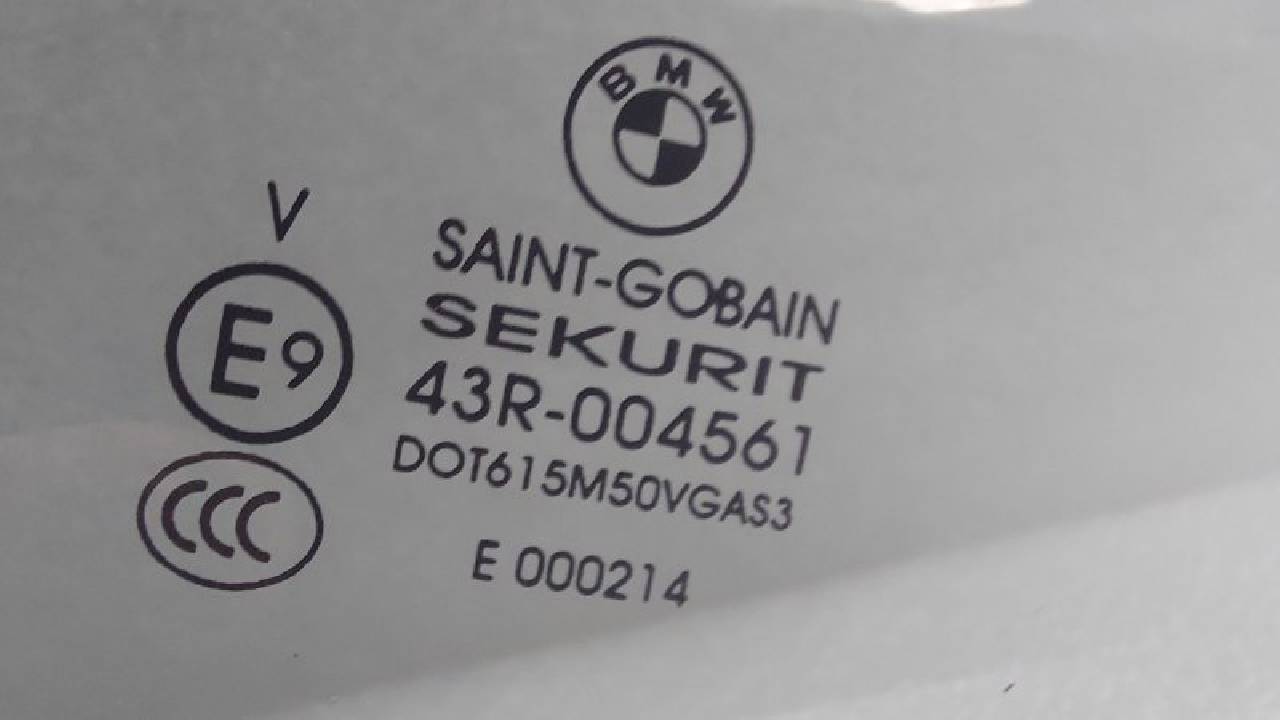 BMW
SAINT-GOBAIN
SEKURIT
43R-004561
DOT615M50VGAS3
E 000214
V
E9
CCC